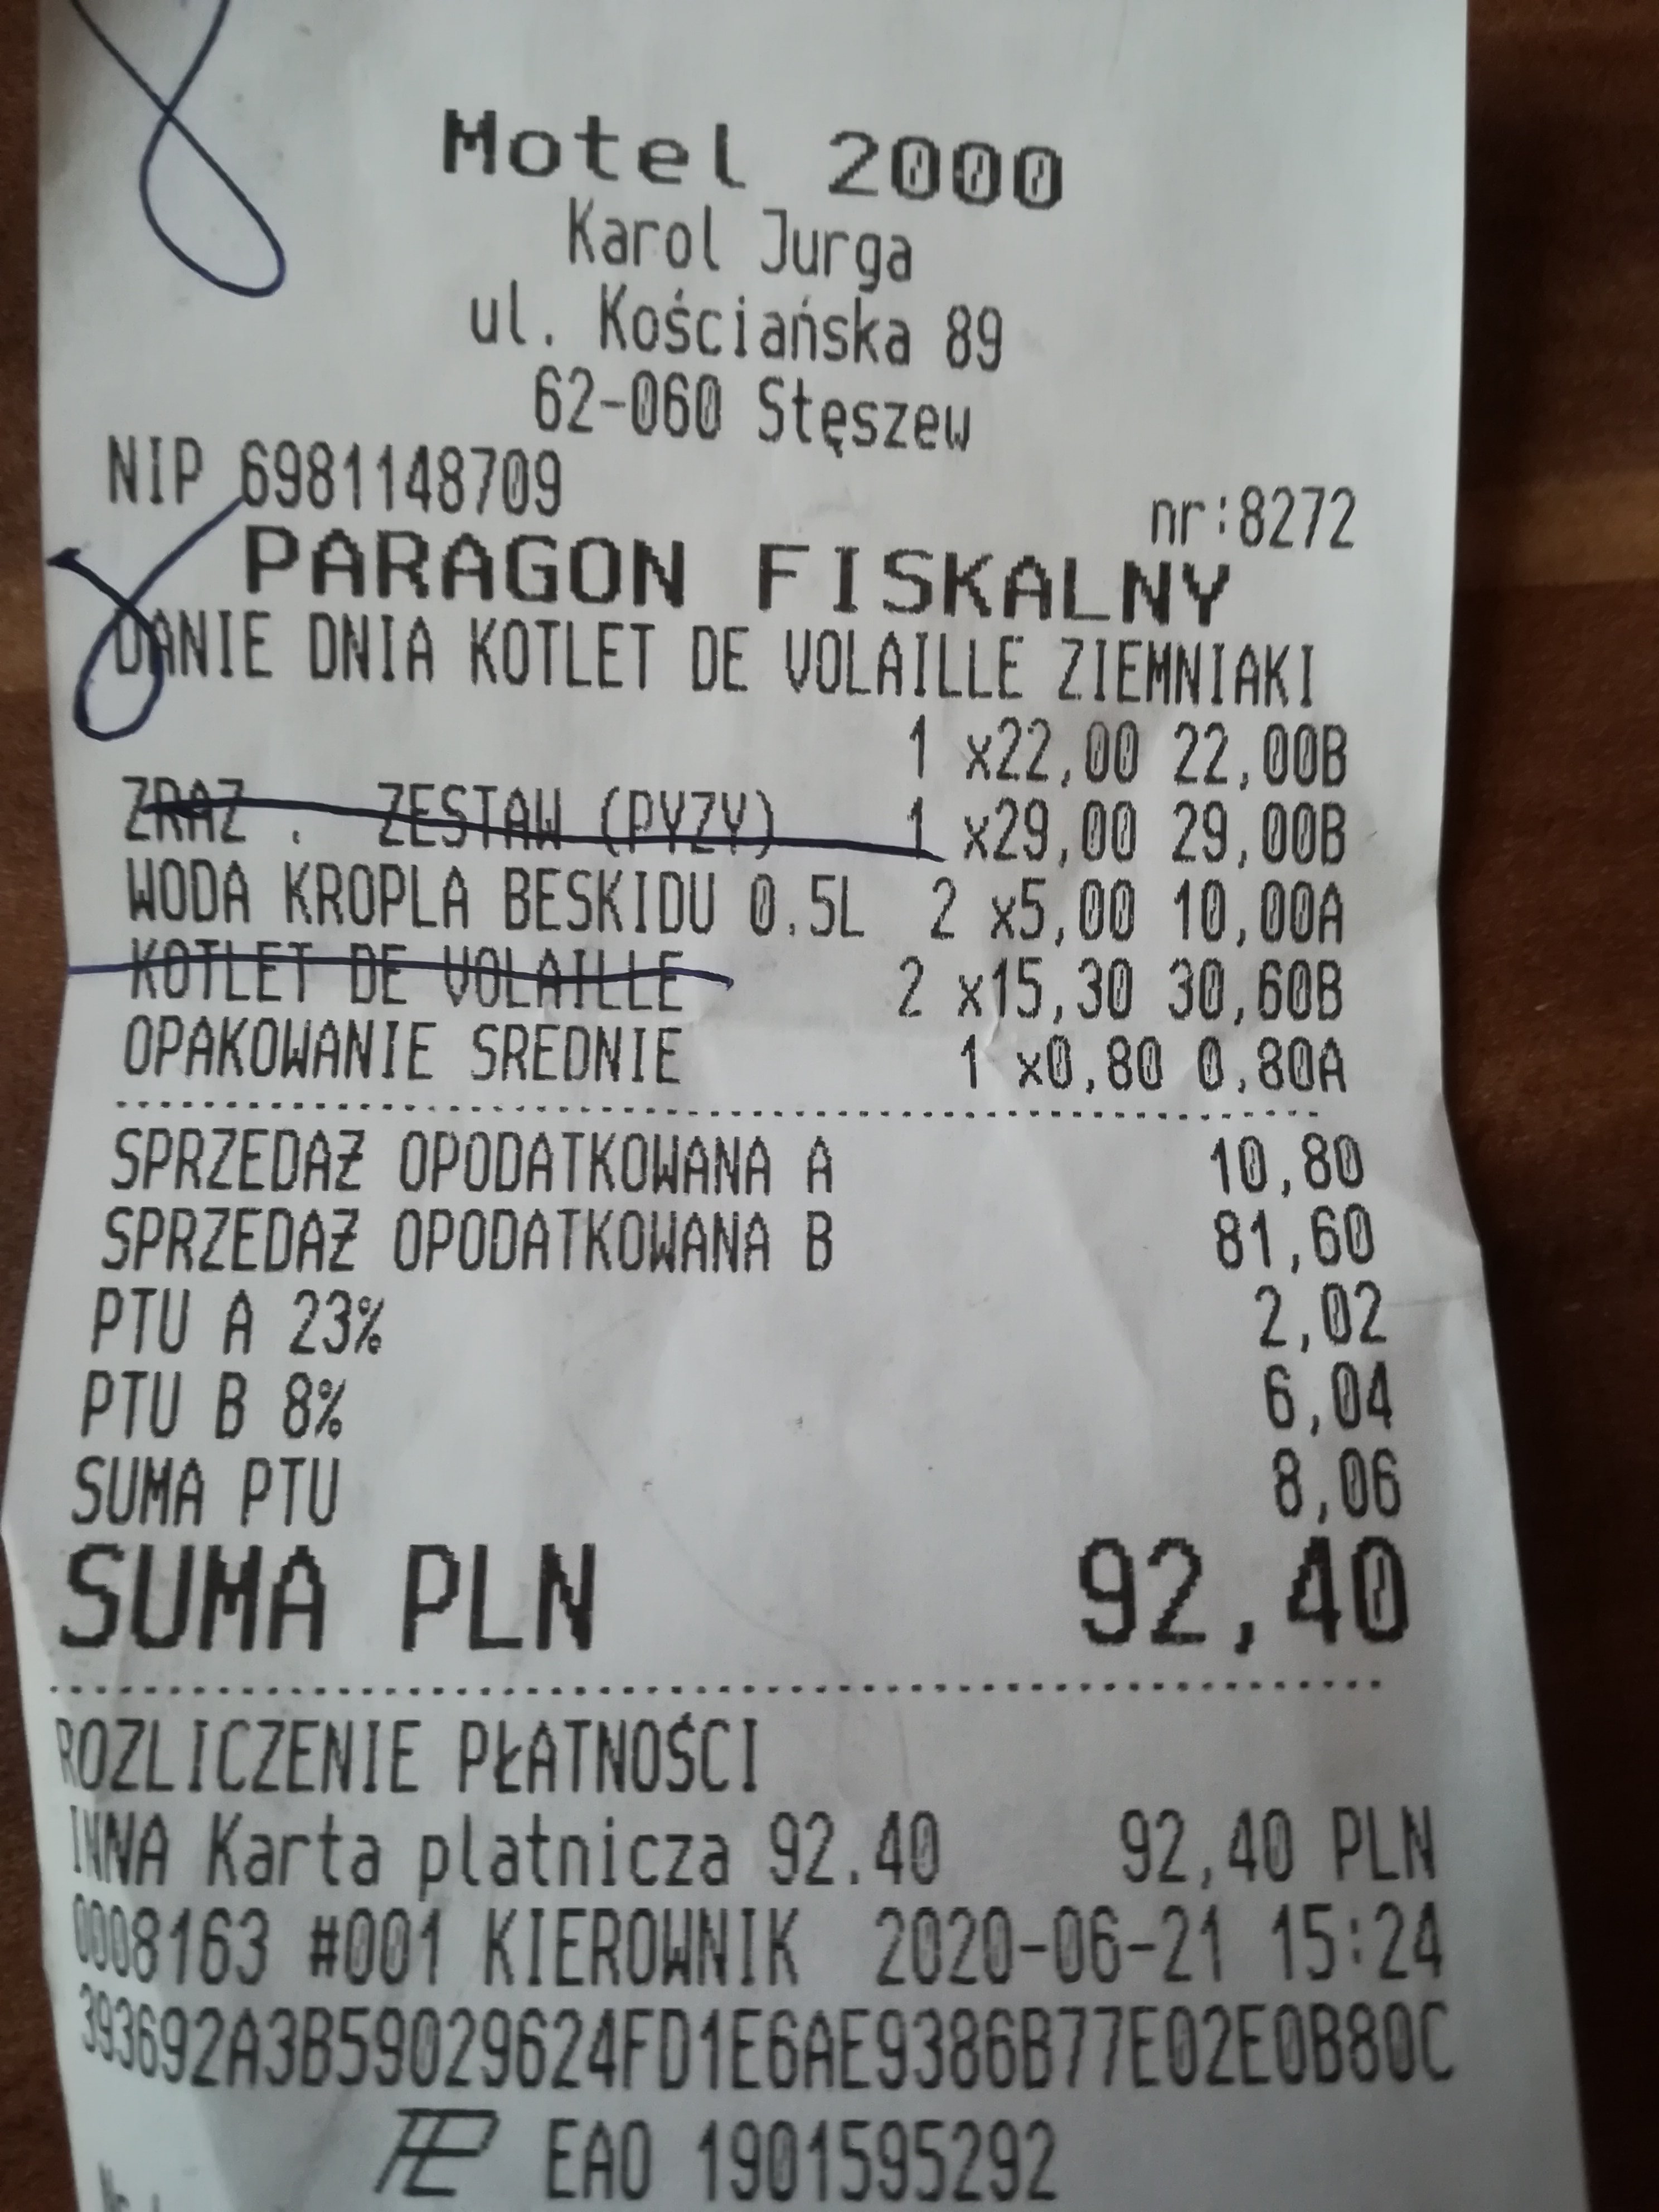 Motel 2000
Karol Jurga
ul. Kościańska 89
62-060 Stęszew
NIP 6981148709
nr:8272
PARAGON FISKALNY
DANIE DNIA KOTLET DE VOLAILLE ZIEMNIAKI
1 x22,00 22,00B
ZRAZ . ZESTAW (PYZY) 1 x29,00 29,00B
WODA KROPLA BESKIDU 0.5L 2 x5,00 10,00A
KOTLET DE VOLAILLE 2 x15,30 30,60B
OPAKOWANIE SREDNIE 1 x0,80 0,80A
SPRZEDAŻ OPODATKOWANA A 10,80
SPRZEDAŻ OPODATKOWANA B 81,60
PTU A 23% 2,02
PTU B 8% 6,04
SUMA PTU 8,06
SUMA PLN 92,40
ROZLICZENIE PŁATNOŚCI
INNA Karta platnicza 92.40 92,40 PLN
0008163 #001 KIEROWNIK 2020-06-21 15:24
393692A3B59029624FD1E6AE9386B77E02E0B80C
EAO 1901595292